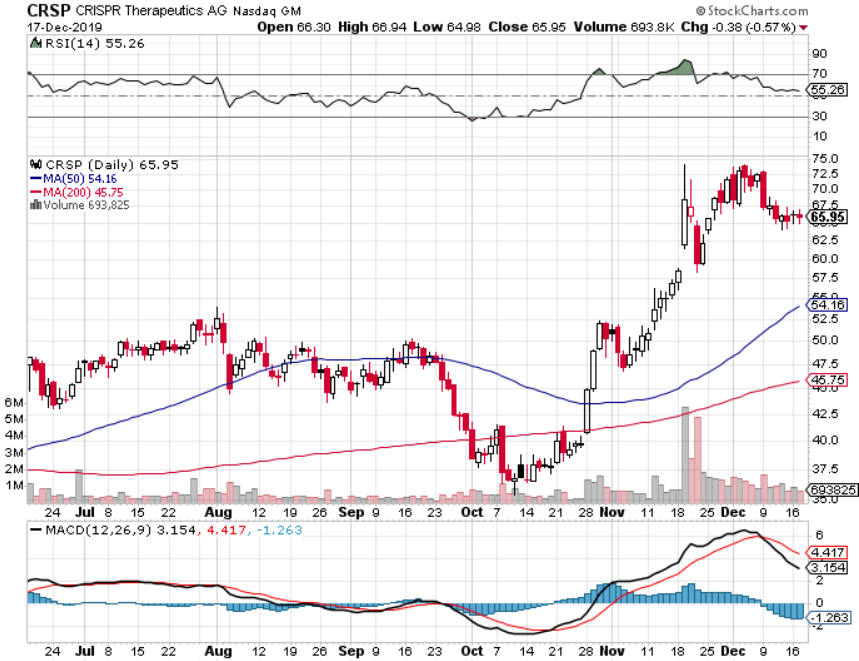 CRSP CRISPR Therapeutics AG Nasdaq GM © StockCharts.com
17-Dec-2019 Open 66.30 High 66.94 Low 64.98 Close 65.95 Volume 693.8K Chg -0.38 (-0.57%)
RSI(14) 55.26
90
70
55.26
30
10
CRSP (Daily) 65.95
MA(50) 54.16
MA(200) 45.75
Volume 693,825
75.0
72.5
70.0
67.5
65.95
62.5
60.0
57.5
55.0
54.16
52.5
50.0
47.5
45.75
42.5
40.0
37.5
693825
35.0
6M
5M
4M
3M
2M
1M
24 Jul 8 15 22 Aug 12 19 26 Sep 9 16 23 Oct 7 14 21 28 Nov 11 18 25 Dec 9 16
MACD(12,26,9) 3.154, 4.417, -1.263
6
4.417
3.154
2
0
-1.263
-2
24 Jul 8 15 22 Aug 12 19 26 Sep 9 16 23 Oct 7 14 21 28 Nov 11 18 25 Dec 9 16